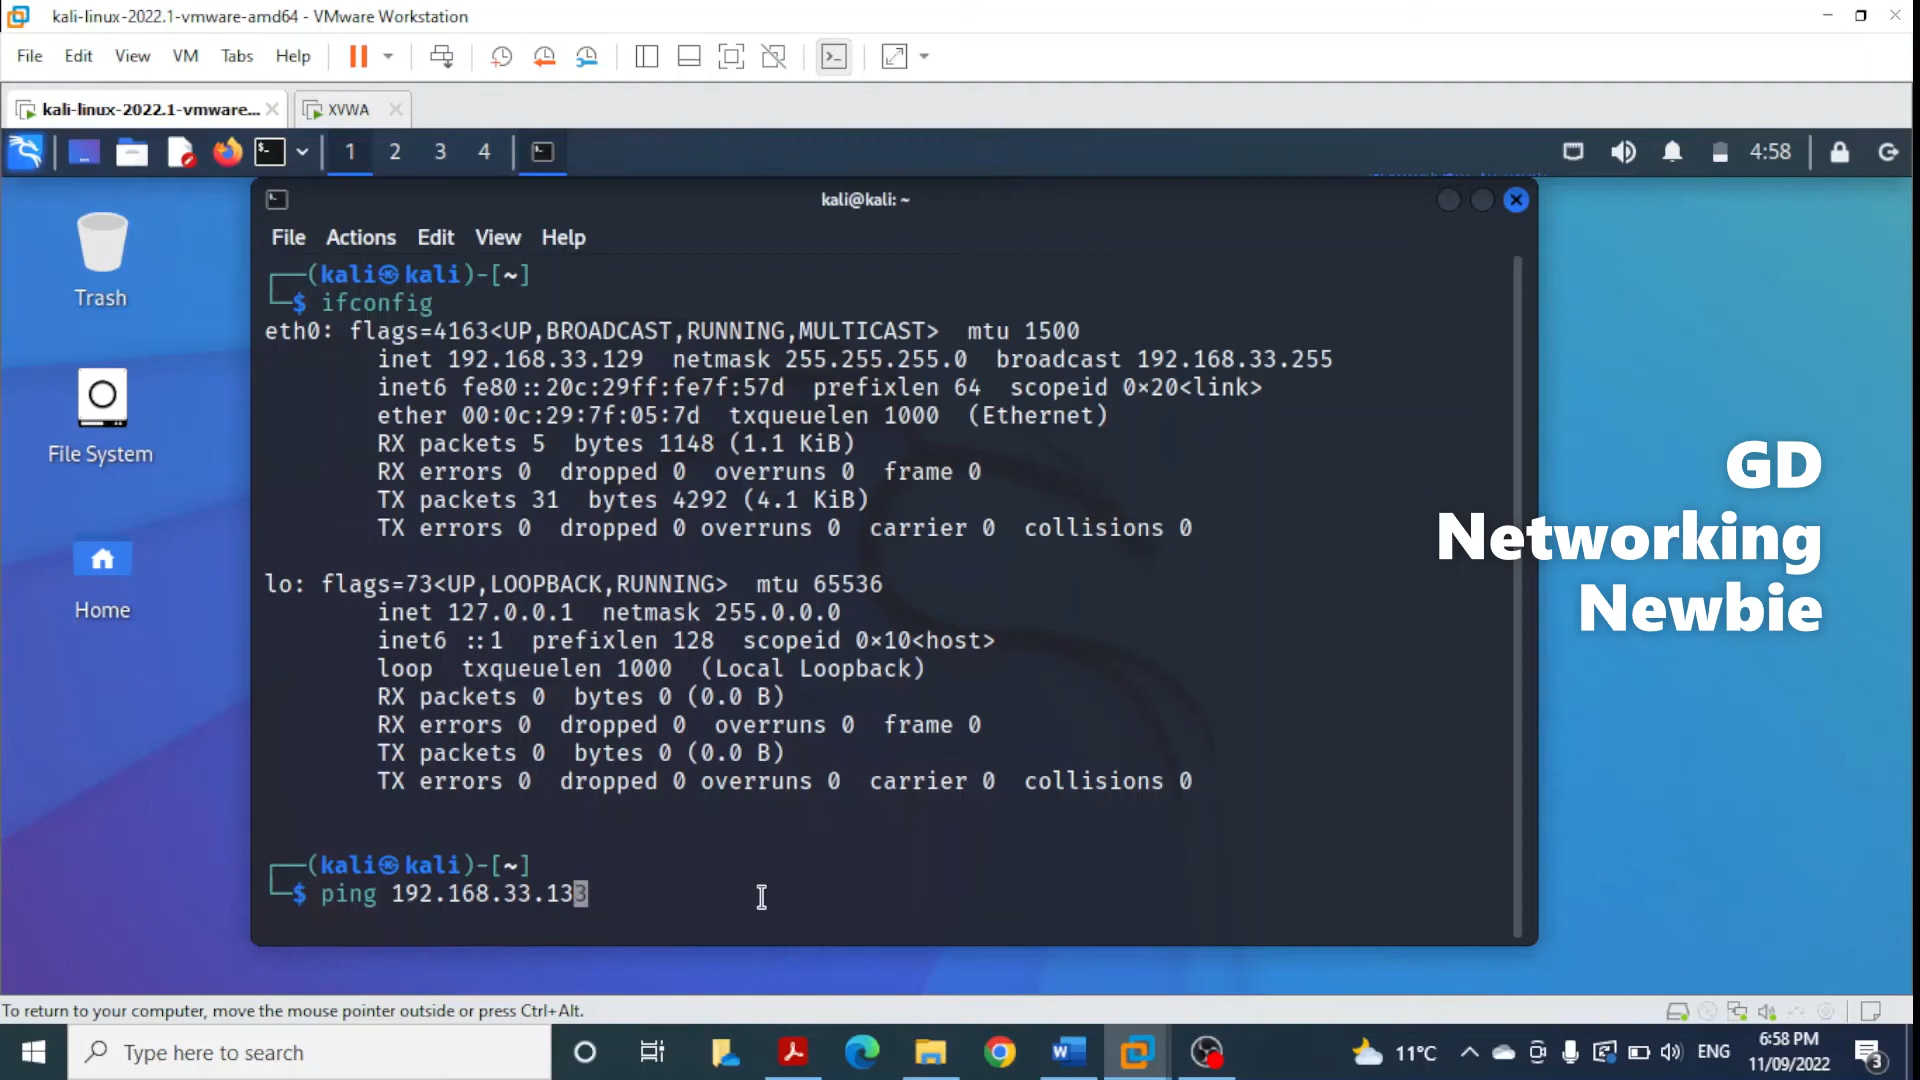 kali-linux-2022.1-vmware-amd64 - VMware Workstation
File Edit View VM Tabs Help
kali-linux-2022.1-vmware... XVWA
1 2 3 4 4:58
kali@kali: ~
File Actions Edit View Help
Trash
File System
Home
(kali㉿kali)-[~]
$ ifconfig
eth0: flags=4163<UP,BROADCAST,RUNNING,MULTICAST>  mtu 1500
inet 192.168.33.129  netmask 255.255.255.0  broadcast 192.168.33.255
inet6 fe80::20c:29ff:fe7f:57d  prefixlen 64  scopeid 0×20<link>
ether 00:0c:29:7f:05:7d  txqueuelen 1000  (Ethernet)
RX packets 5  bytes 1148 (1.1 KiB)
RX errors 0  dropped 0  overruns 0  frame 0
TX packets 31  bytes 4292 (4.1 KiB)
TX errors 0  dropped 0 overruns 0  carrier 0  collisions 0
lo: flags=73<UP,LOOPBACK,RUNNING>  mtu 65536
inet 127.0.0.1  netmask 255.0.0.0
inet6 ::1  prefixlen 128  scopeid 0×10<host>
loop  txqueuelen 1000  (Local Loopback)
RX packets 0  bytes 0 (0.0 B)
RX errors 0  dropped 0  overruns 0  frame 0
TX packets 0  bytes 0 (0.0 B)
TX errors 0  dropped 0 overruns 0  carrier 0  collisions 0
(kali㉿kali)-[~]
$ ping 192.168.33.133
GD
Networking
Newbie
To return to your computer, move the mouse pointer outside or press Ctrl+Alt.
Type here to search
11°C
ENG
6:58 PM
11/09/2022
3